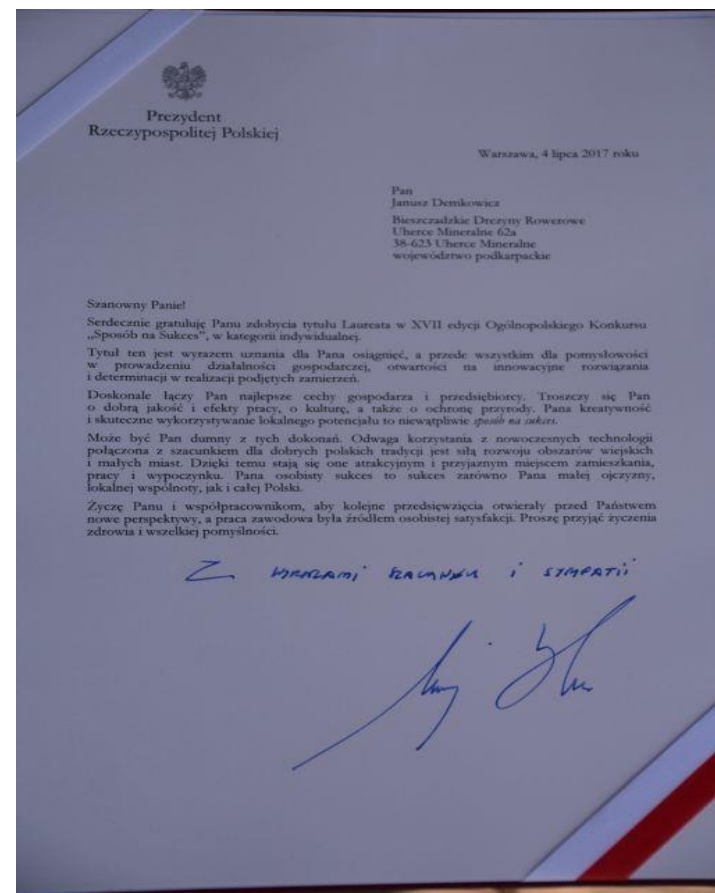 Prezydent
Rzeczypospolitej Polskiej
Warszawa, 4 lipca 2017 roku
Pan
Janusz Demkowicz
Bieszczadzkie Drezyny Rowerowe
Uherce Mineralne 62a
38-623 Uherce Mineralne
województwo podkarpackie
Szanowny Panie!
Serdecznie gratuluję Panu zdobycia tytułu Laureata w XVII edycji Ogólnopolskiego Konkursu
„Sposób na Sukces”, w kategorii indywidualnej.
Tytuł ten jest wyrazem uznania dla Pana osiągnięć, a przede wszystkim dla pomysłowości
w prowadzeniu działalności gospodarczej, otwartości na innowacyjne rozwiązania
i determinacji w realizacji podjętych zamierzeń.
Doskonale łączy Pan najlepsze cechy gospodarza i przedsiębiorcy. Troszczy się Pan
o dobrą jakość i efekty pracy, o kulturę, a także o ochronę przyrody. Pana kreatywność
i skuteczne wykorzystywanie lokalnego potencjału to niewątpliwie sposób na sukces.
Może być Pan dumny z tych dokonań. Odwaga korzystania z nowoczesnych technologii
połączona z szacunkiem dla dobrych polskich tradycji jest siłą rozwoju obszarów wiejskich
i małych miast. Dzięki temu stają się one atrakcyjnym i przyjaznym miejscem zamieszkania,
pracy i wypoczynku. Pana osobisty sukces to sukces zarówno Pana małej ojczyzny,
lokalnej wspólnoty, jak i całej Polski.
Życzę Panu i współpracownikom, aby kolejne przedsięwzięcia otwierały przed Państwem
nowe perspektywy, a praca zawodowa była źródłem osobistej satysfakcji. Proszę przyjąć życzenia
zdrowia i wszelkiej pomyślności.
Z WYRAZAMI SZACUNKU i SYMPATII